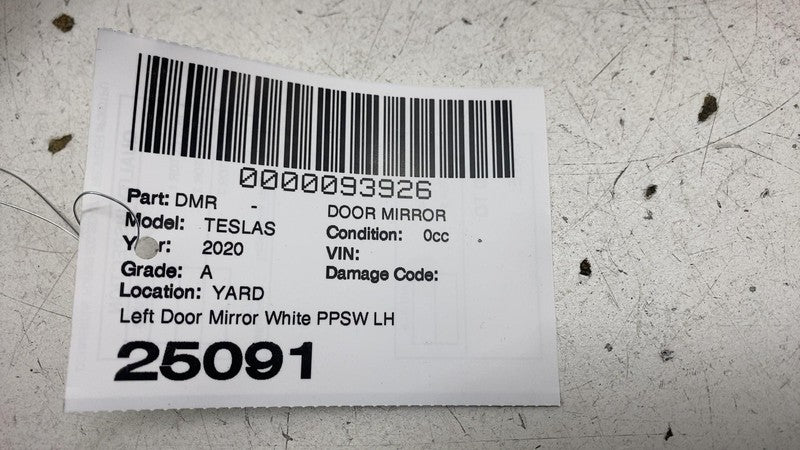 0000093926
Part: DMR - DOOR MIRROR
Model: TESLAS Condition: 0cc
Year: 2020 VIN:
Grade: A Damage Code:
Location: YARD
Left Door Mirror White PPSW LH
25091